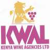 KWAL
KENYA WINE AGENCIES LTD